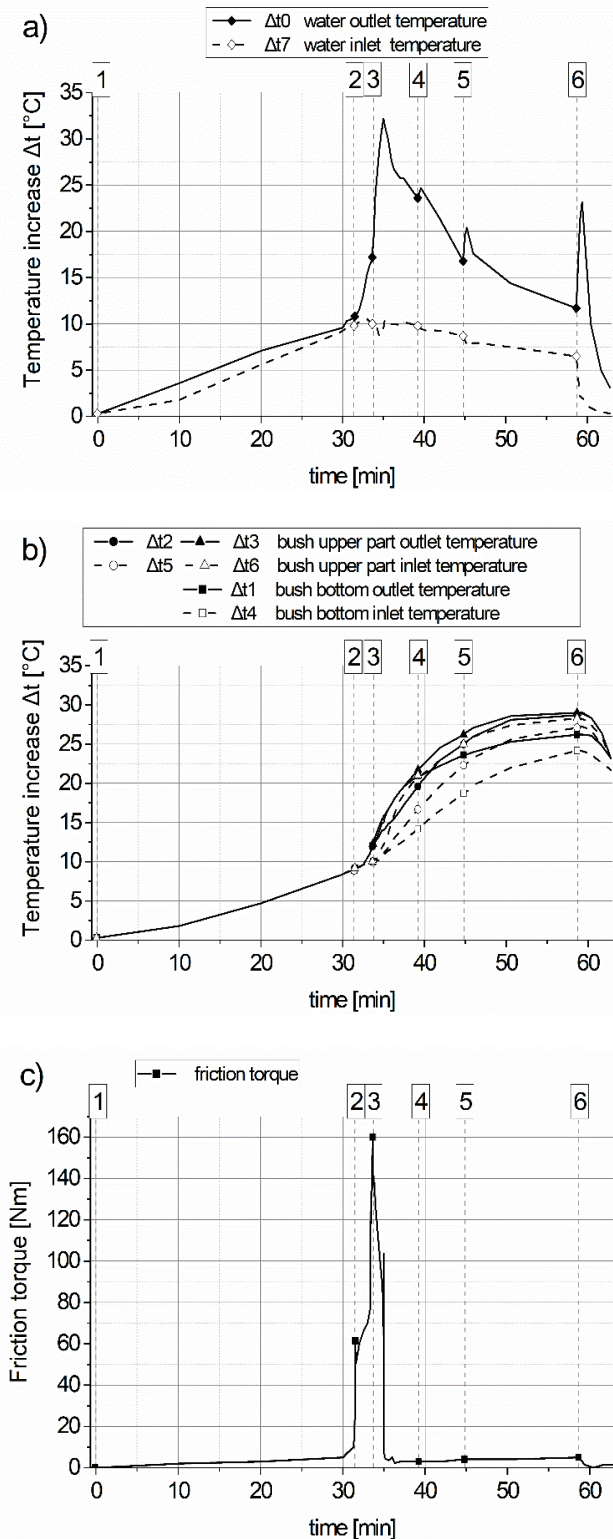 a)
Δt0 water outlet temperature
Δt7 water inlet temperature
1 2 3 4 5 6
35
30
25
20
15
10
5
0
Temperature increase Δt [°C]
0 10 20 30 40 50 60
time [min]
b)
Δt2 Δt3 bush upper part outlet temperature
Δt5 Δt6 bush upper part inlet temperature
Δt1 bush bottom outlet temperature
Δt4 bush bottom inlet temperature
1 2 3 4 5 6
35
30
25
20
15
10
5
0
Temperature increase Δt [°C]
0 10 20 30 40 50 60
time [min]
c)
friction torque
1 2 3 4 5 6
160
140
120
100
80
60
40
20
0
Friction torque [Nm]
0 10 20 30 40 50 60
time [min]